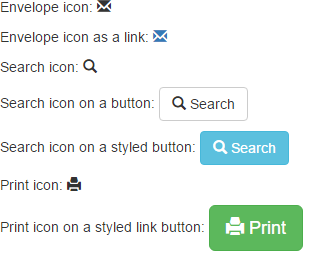 Envelope icon:
Envelope icon as a link:
Search icon:
Search icon on a button: Search
Search icon on a styled button: Search
Print icon:
Print icon on a styled link button: Print